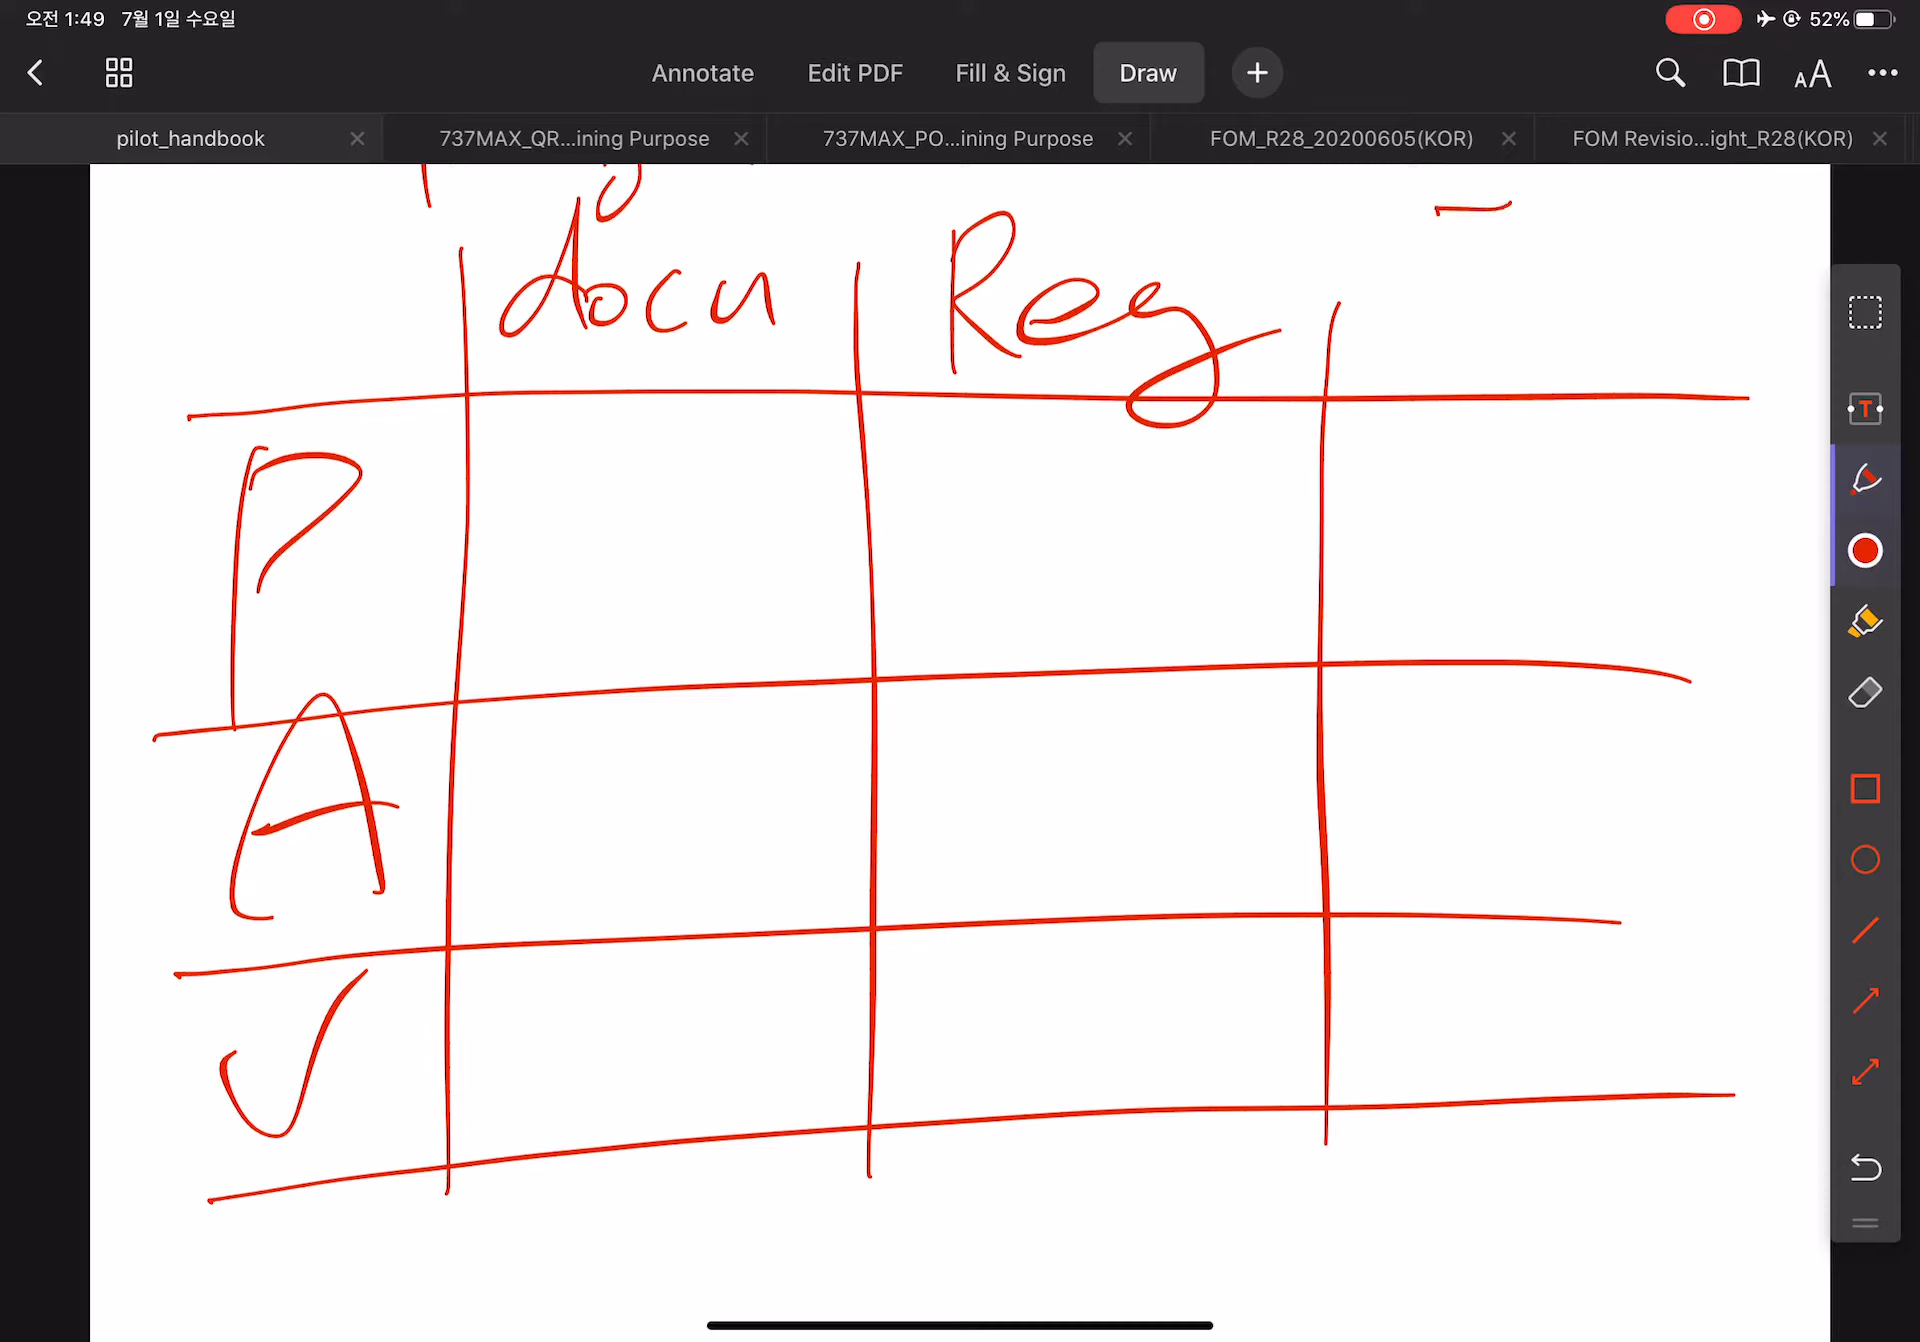 오전 1:49 7월 1일 수요일
52%
Annotate Edit PDF Fill & Sign Draw
AA
pilot_handbook 737MAX_QR...ining Purpose 737MAX_PO...ining Purpose FOM_R28_20200605(KOR) FOM Revisio...ight_R28(KOR)
docu Reg
T
P
A